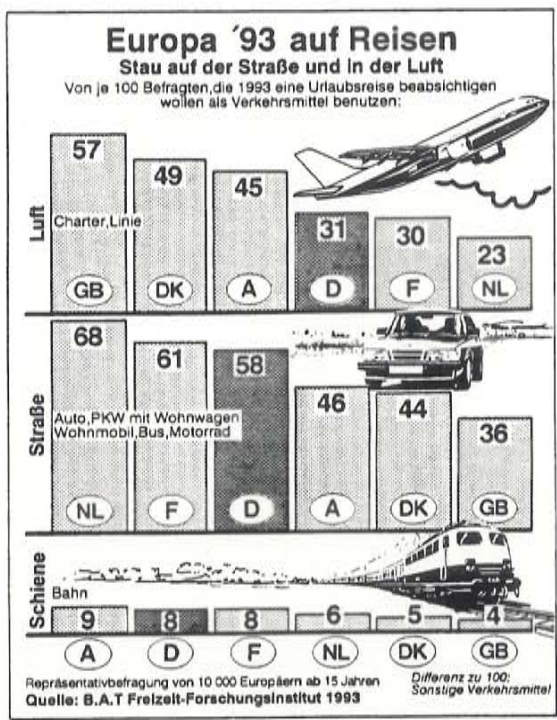 Europa ´93 auf Reisen
Stau auf der Straße und in der Luft
Von je 100 Befragten,die 1993 eine Urlaubsreise beabsichtigen
wollen als Verkehrsmittel benutzen:
Luft
57 49 45 31 30 23
Charter,Linie
GB DK A D F NL
Straße
68 61 58 46 44 36
Auto,PKW mit Wohnwagen
Wohnmobil,Bus,Motorrad
NL F D A DK GB
Schiene
Bahn
9 8 8 6 5 4
A D F NL DK GB
Repräsentativbefragung von 10 000 Europäern ab 15 Jahren
Quelle: B.A.T Freizeit-Forschungsinstitut 1993
Differenz zu 100:
Sonstige Verkehrsmittel